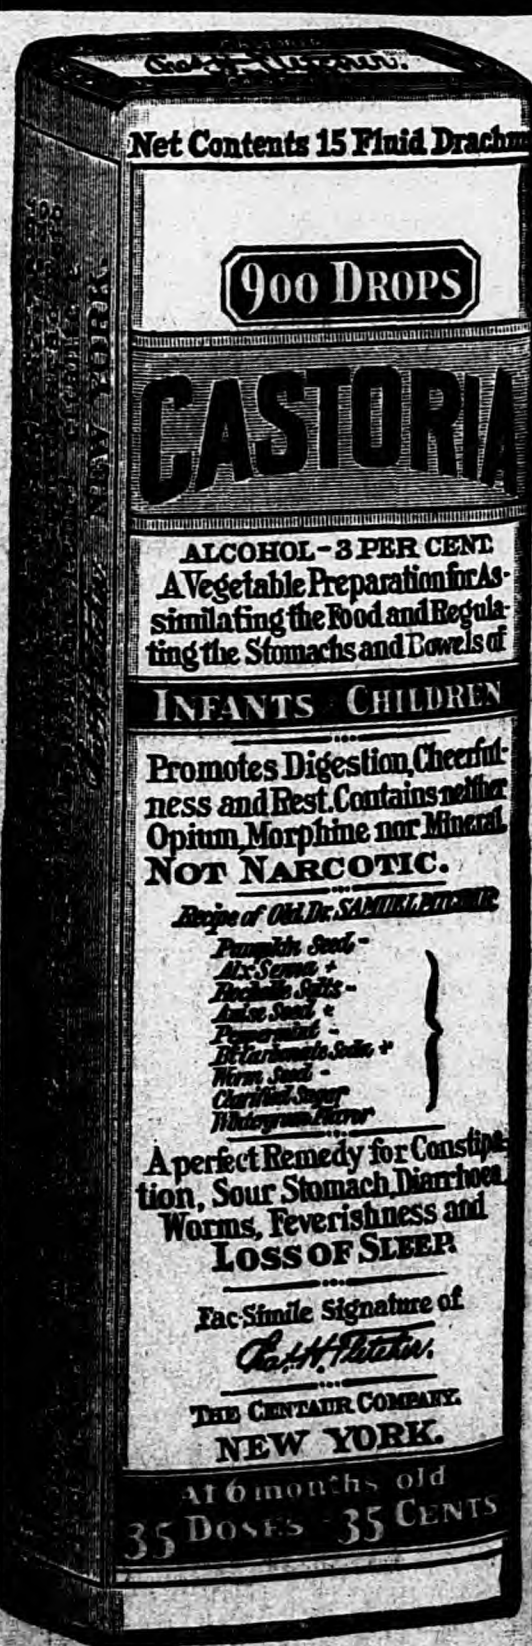 Chas H. Fletcher.
Net Contents 15 Fluid Drachm
900 DROPS
CASTORIA
ALCOHOL-3 PER CENT.
A Vegetable Preparation for As-
similating the Food and Regula-
ting the Stomachs and Bowels of
INFANTS CHILDREN
Promotes Digestion, Cheerful-
ness and Rest. Contains neither
Opium, Morphine nor Mineral.
NOT NARCOTIC.
Recipe of Old Dr. SAMUEL PITCHER
Pumpkin Seed -
Alx Senna +
Rochelle Salts -
Anise Seed +
Peppermint -
Bi Carbonate Soda +
Worm Seed -
Clarified Sugar
Wintergreen Flavor
A perfect Remedy for Constipa-
tion, Sour Stomach, Diarrhoea,
Worms, Feverishness and
LOSS OF SLEEP.
Fac-Simile Signature of
Chas H. Fletcher.
THE CENTAUR COMPANY.
NEW YORK.
At 6 months old
35 DOSES - 35 CENTS
NEW YORK.